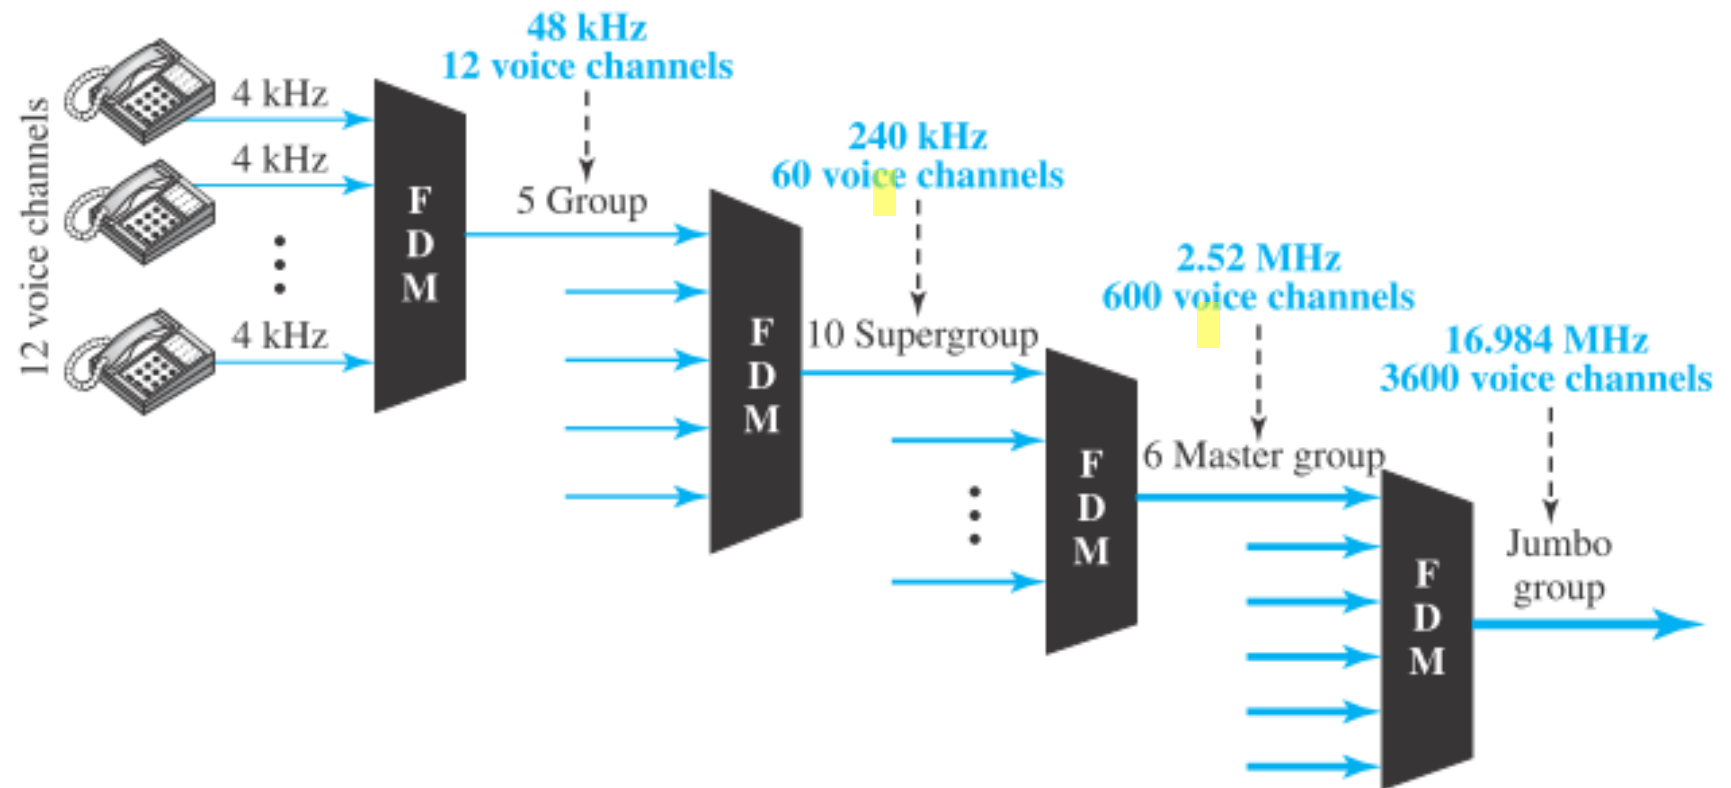 12 voice channels
4 kHz
4 kHz
4 kHz
F
D
M
48 kHz
12 voice channels
5 Group
F
D
M
240 kHz
60 voice channels
10 Supergroup
F
D
M
2.52 MHz
600 voice channels
6 Master group
F
D
M
16.984 MHz
3600 voice channels
Jumbo
group